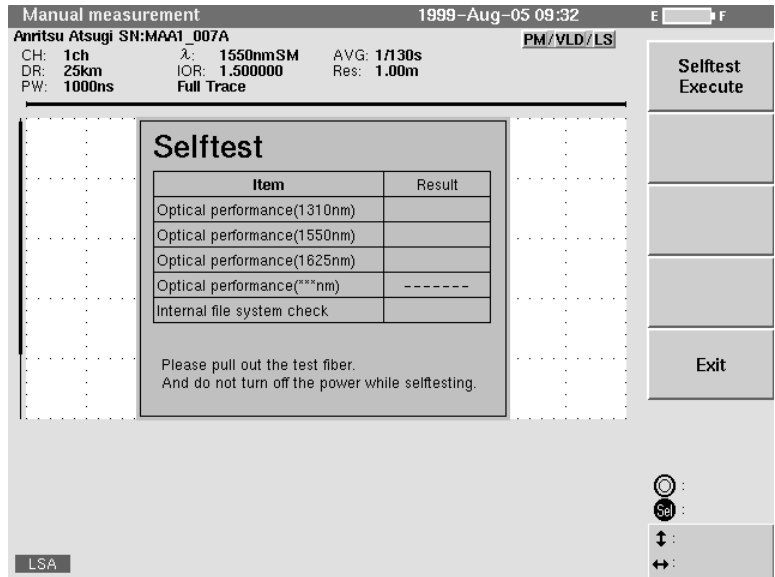 Manual measurement 1999-Aug-05 09:32 E F
Anritsu Atsugi SN:MAA1_007A
PM/VLD/LS
CH: 1ch λ: 1550nmSM AVG: 1/130s
DR: 25km IOR: 1.500000 Res: 1.00m
PW: 1000ns Full Trace
Selftest
Item Result
Optical performance(1310nm)
Optical performance(1550nm)
Optical performance(1625nm)
Optical performance(***nm) -------
Internal file system check
Please pull out the test fiber.
And do not turn off the power while selftesting.
Selftest
Execute
Exit
:
Sel :
↕ :
↔ :
LSA